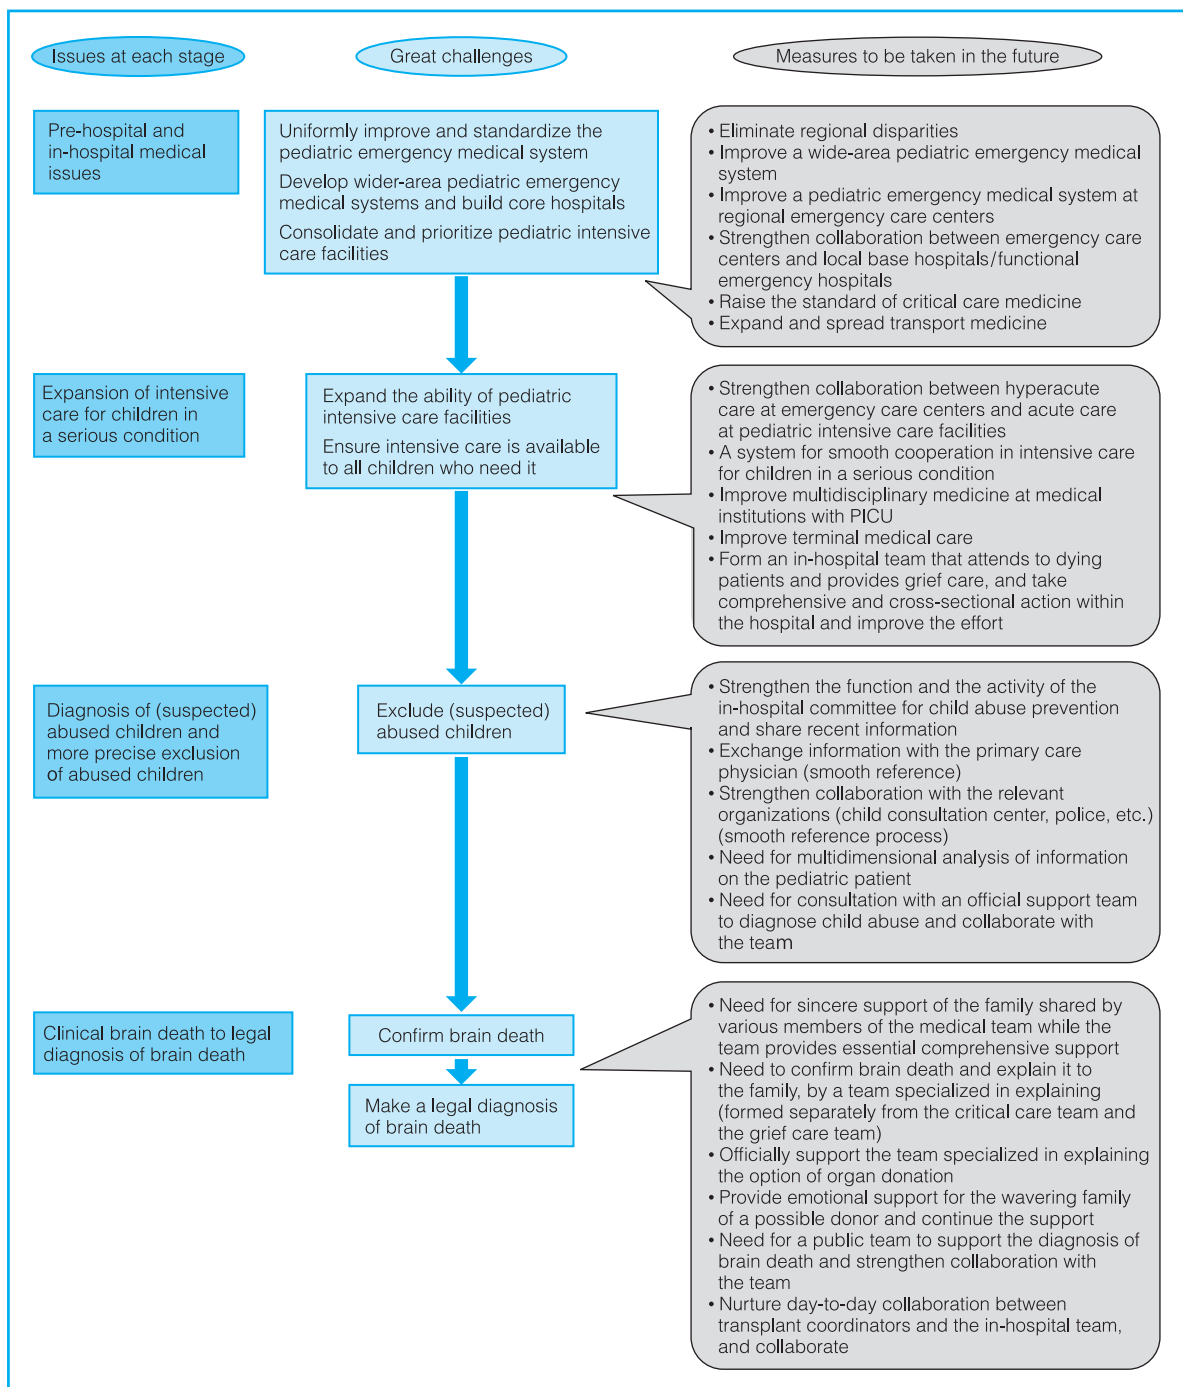 Issues at each stage
Great challenges
Measures to be taken in the future
Pre-hospital and
in-hospital medical
issues
Uniformly improve and standardize the
pediatric emergency medical system
Develop wider-area pediatric emergency
medical systems and build core hospitals
Consolidate and prioritize pediatric intensive
care facilities
• Eliminate regional disparities
• Improve a wide-area pediatric emergency medical
system
• Improve a pediatric emergency medical system at
regional emergency care centers
• Strengthen collaboration between emergency care
centers and local base hospitals/functional
emergency hospitals
• Raise the standard of critical care medicine
• Expand and spread transport medicine
Expansion of intensive
care for children in
a serious condition
Expand the ability of pediatric
intensive care facilities
Ensure intensive care is available
to all children who need it
• Strengthen collaboration between hyperacute
care at emergency care centers and acute care
at pediatric intensive care facilities
• A system for smooth cooperation in intensive care
for children in a serious condition
• Improve multidisciplinary medicine at medical
institutions with PICU
• Improve terminal medical care
• Form an in-hospital team that attends to dying
patients and provides grief care, and take
comprehensive and cross-sectional action within
the hospital and improve the effort
Diagnosis of (suspected)
abused children and
more precise exclusion
of abused children
Exclude (suspected)
abused children
• Strengthen the function and the activity of the
in-hospital committee for child abuse prevention
and share recent information
• Exchange information with the primary care
physician (smooth reference)
• Strengthen collaboration with the relevant
organizations (child consultation center, police, etc.)
(smooth reference process)
• Need for multidimensional analysis of information
on the pediatric patient
• Need for consultation with an official support team
to diagnose child abuse and collaborate with
the team
Clinical brain death to legal
diagnosis of brain death
Confirm brain death
Make a legal diagnosis
of brain death
• Need for sincere support of the family shared by
various members of the medical team while the
team provides essential comprehensive support
• Need to confirm brain death and explain it to
the family, by a team specialized in explaining
(formed separately from the critical care team and
the grief care team)
• Officially support the team specialized in explaining
the option of organ donation
• Provide emotional support for the wavering family
of a possible donor and continue the support
• Need for a public team to support the diagnosis of
brain death and strengthen collaboration with
the team
• Nurture day-to-day collaboration between
transplant coordinators and the in-hospital team,
and collaborate